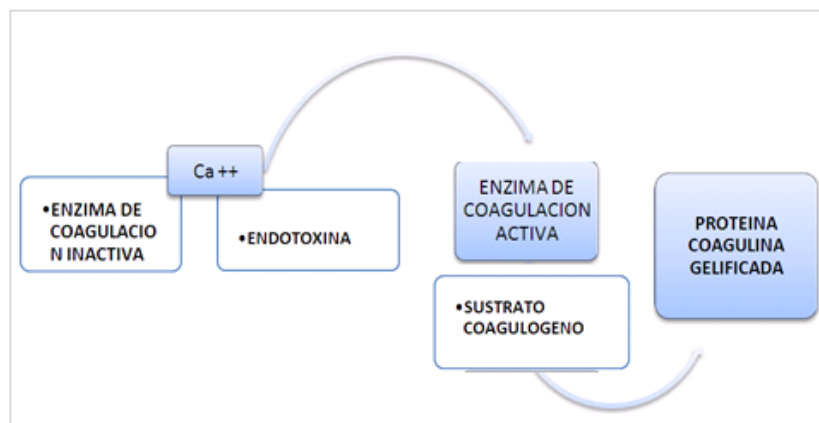 Ca ++
•ENZIMA DE
COAGULACIO
N INACTIVA
•ENDOTOXINA
ENZIMA DE
COAGULACION
ACTIVA
•SUSTRATO
COAGULOGENO
PROTEINA
COAGULINA
GELIFICADA